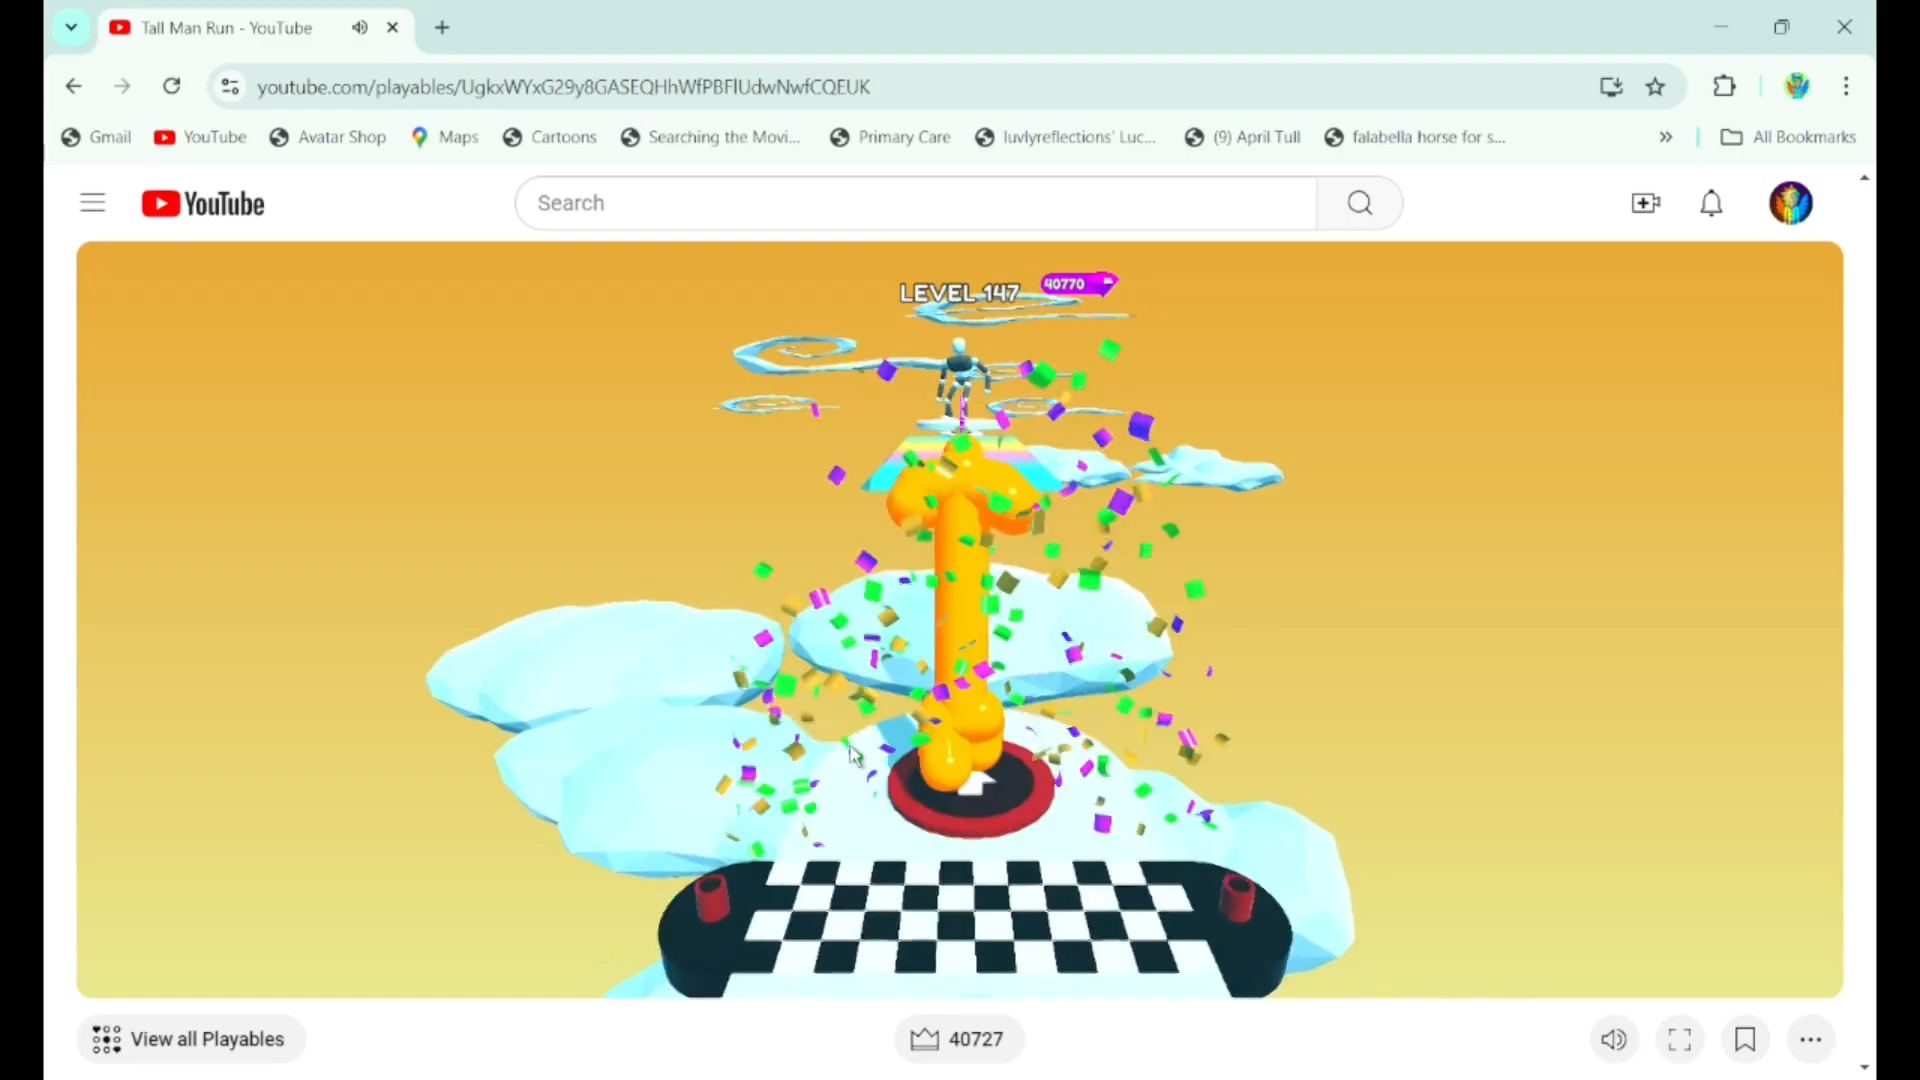 Tall Man Run - YouTube
youtube.com/playables/UgkxWYxG29y8GASEQHhWfPBFlUdwNwfCQEUK
Gmail YouTube Avatar Shop Maps Cartoons Searching the Movi... Primary Care luvlyreflections' Luc... (9) April Tull falabella horse for s... » All Bookmarks
YouTube Search
LEVEL 147 40770
View all Playables 40727